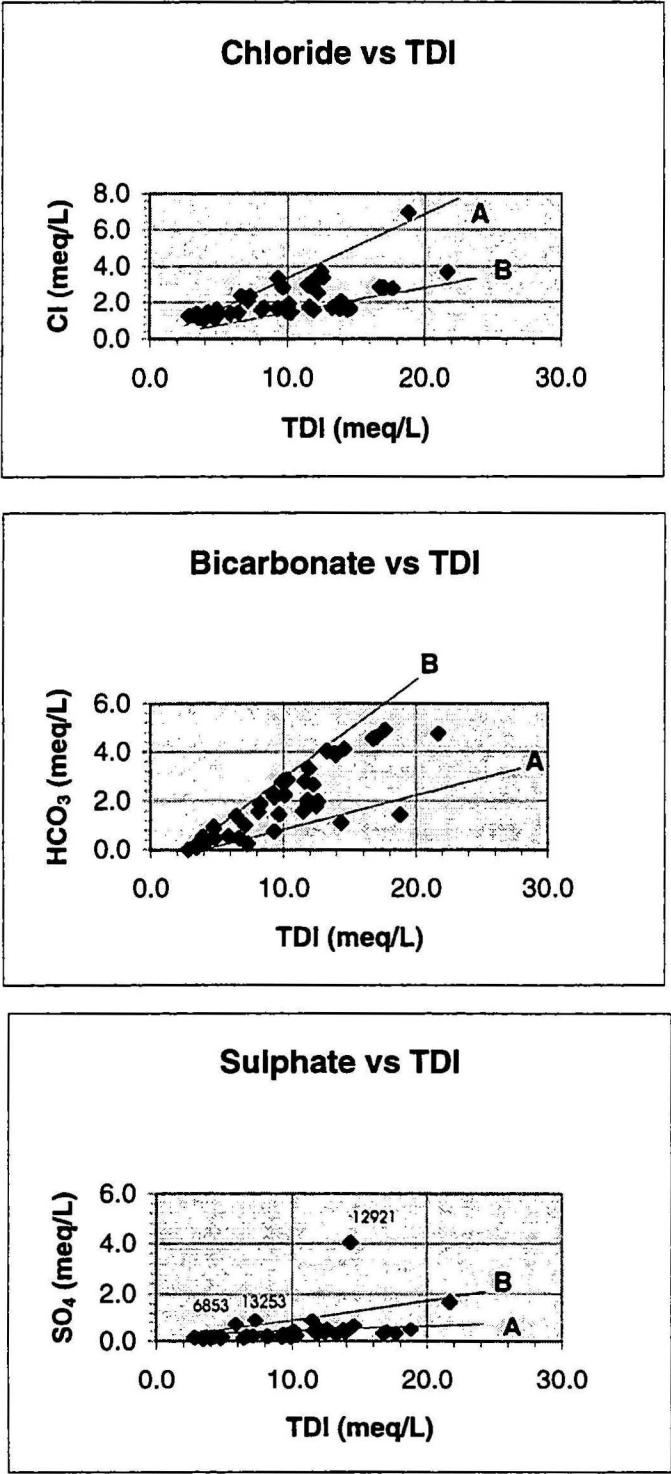 Chloride vs TDI
8.0
6.0
4.0
2.0
0.0
Cl (meq/L)
A
B
0.0 10.0 20.0 30.0
TDI (meq/L)
Bicarbonate vs TDI
B
6.0
4.0
2.0
0.0
HCO₃ (meq/L)
A
0.0 10.0 20.0 30.0
TDI (meq/L)
Sulphate vs TDI
6.0
4.0
2.0
0.0
SO₄ (meq/L)
12921
6853 13253
B
A
0.0 10.0 20.0 30.0
TDI (meq/L)